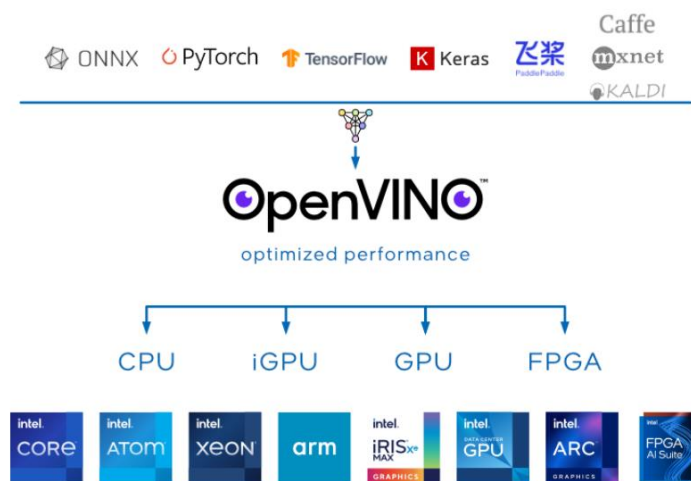 ONNX
PyTorch
TensorFlow
K Keras
飞桨
PaddlePaddle
Caffe
mxnet
KALDI
OpenVINO™
optimized performance
CPU
iGPU
GPU
FPGA
intel.
CORE
intel.
ATOM
intel.
XEON
arm
intel.
IRIS Xe
MAX
GRAPHICS
intel.
DATA CENTER
GPU
intel.
ARC
GRAPHICS
intel.
FPGA
AI Suite